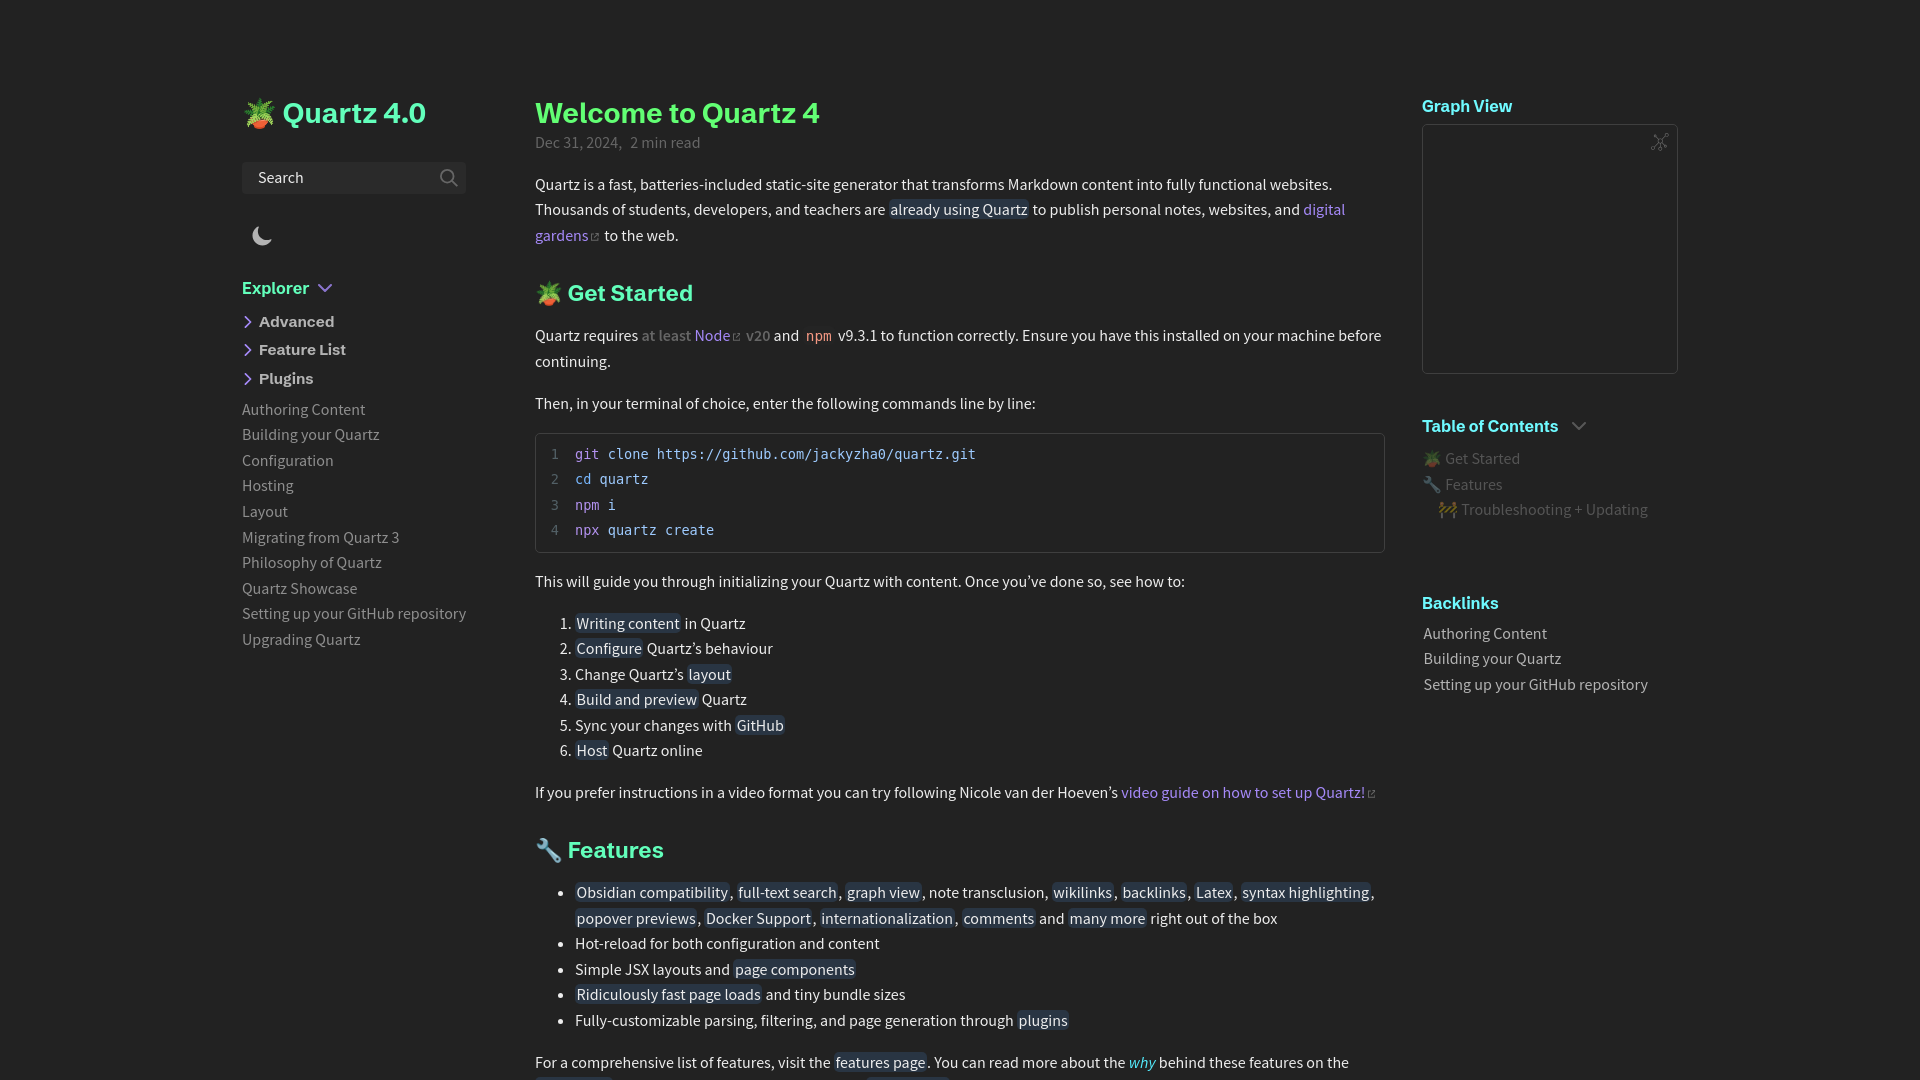 Quartz 4.0
Search
Explorer
Advanced
Feature List
Plugins
Authoring Content
Building your Quartz
Configuration
Hosting
Layout
Migrating from Quartz 3
Philosophy of Quartz
Quartz Showcase
Setting up your GitHub repository
Upgrading Quartz
Welcome to Quartz 4
Dec 31, 2024, 2 min read
Quartz is a fast, batteries-included static-site generator that transforms Markdown content into fully functional websites.
Thousands of students, developers, and teachers are already using Quartz to publish personal notes, websites, and digital
gardens to the web.
🪴 Get Started
Quartz requires at least Node v20 and npm v9.3.1 to function correctly. Ensure you have this installed on your machine before
continuing.
Then, in your terminal of choice, enter the following commands line by line:
1 git clone https://github.com/jackyzha0/quartz.git
2 cd quartz
3 npm i
4 npx quartz create
This will guide you through initializing your Quartz with content. Once you’ve done so, see how to:
1. Writing content in Quartz
2. Configure Quartz’s behaviour
3. Change Quartz’s layout
4. Build and preview Quartz
5. Sync your changes with GitHub
6. Host Quartz online
If you prefer instructions in a video format you can try following Nicole van der Hoeven’s video guide on how to set up Quartz!
🔧 Features
• Obsidian compatibility, full-text search, graph view, note transclusion, wikilinks, backlinks, Latex, syntax highlighting,
popover previews, Docker Support, internationalization, comments and many more right out of the box
• Hot-reload for both configuration and content
• Simple JSX layouts and page components
• Ridiculously fast page loads and tiny bundle sizes
• Fully-customizable parsing, filtering, and page generation through plugins
For a comprehensive list of features, visit the features page. You can read more about the why behind these features on the
Graph View
Table of Contents
🪴 Get Started
🔧 Features
🚧 Troubleshooting + Updating
Backlinks
Authoring Content
Building your Quartz
Setting up your GitHub repository